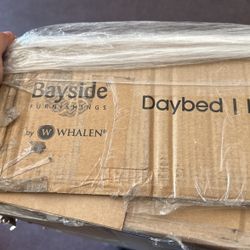 Bayside
FURNISHINGS
by W WHALEN®
Daybed |